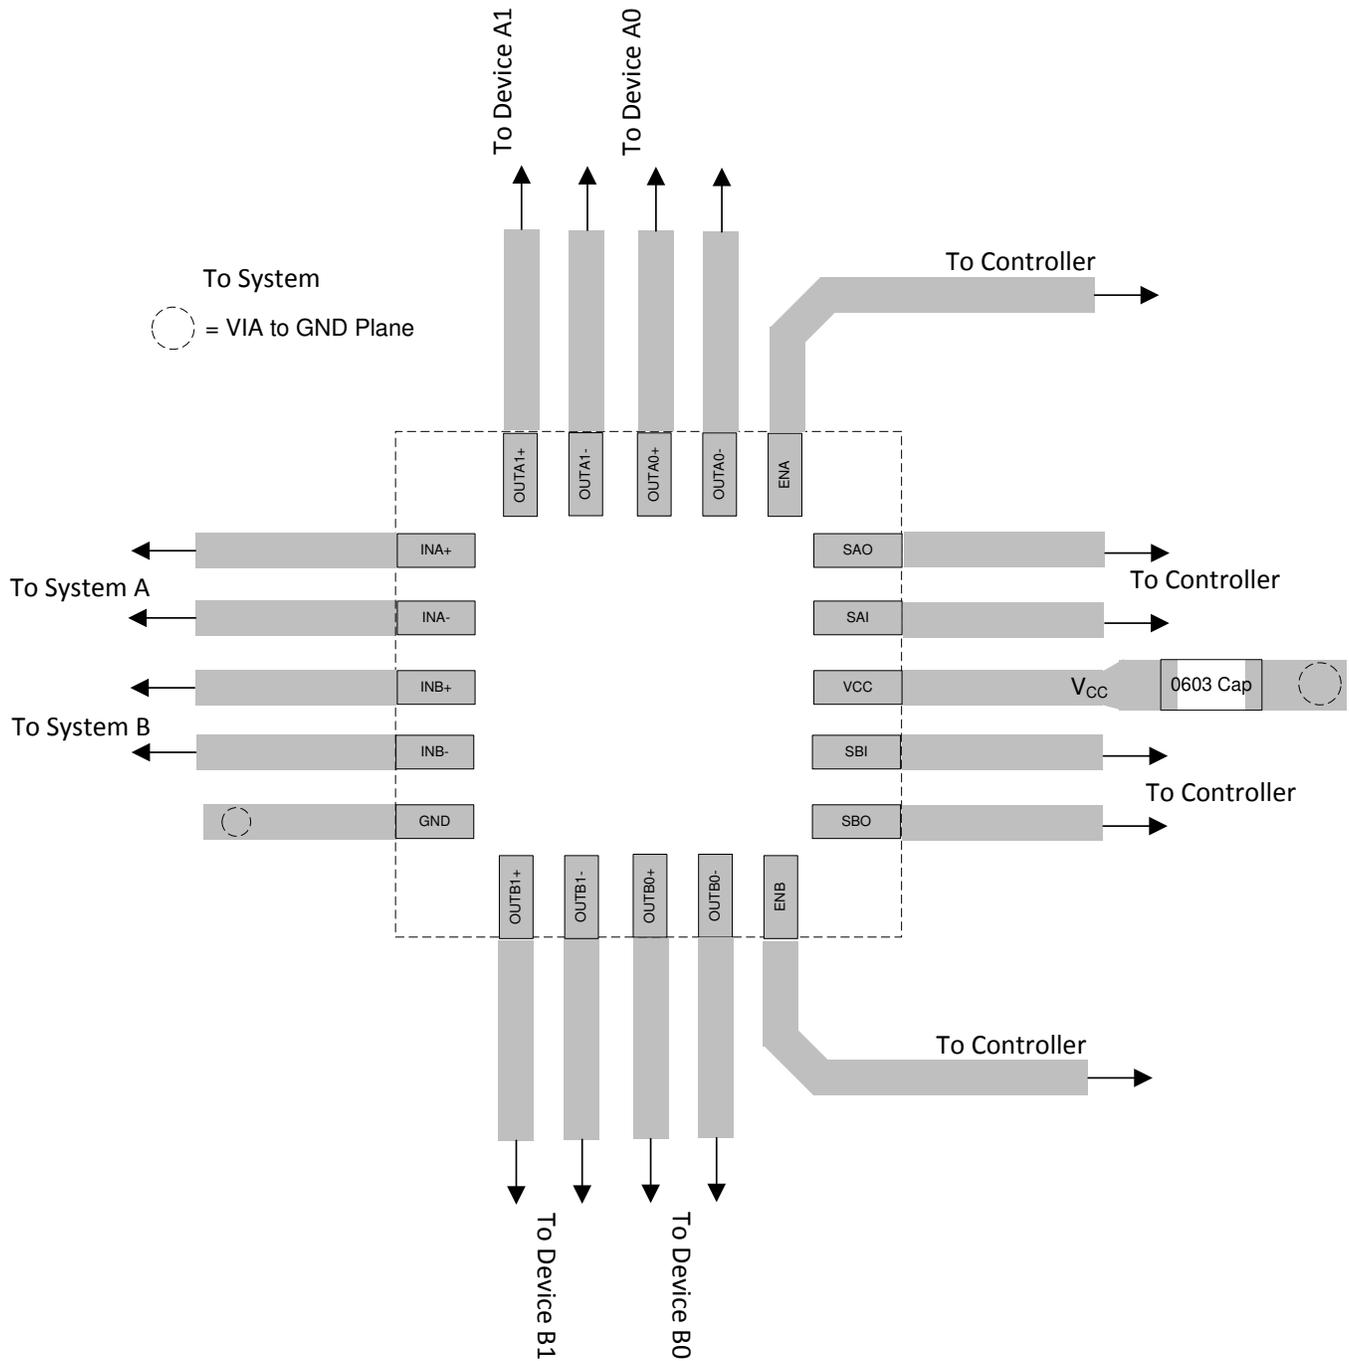 To Device A1
To Device A0
To System
= VIA to GND Plane
To Controller
OUTA1+
OUTA1-
OUTA0+
OUTA0-
ENA
INA+
SAO
To System A
To Controller
INA-
SAI
INB+
VCC
VCC
0603 Cap
To System B
INB-
SBI
To Controller
GND
SBO
OUTB1+
OUTB1-
OUTB0+
OUTB0-
ENB
To Controller
To Device B1
To Device B0